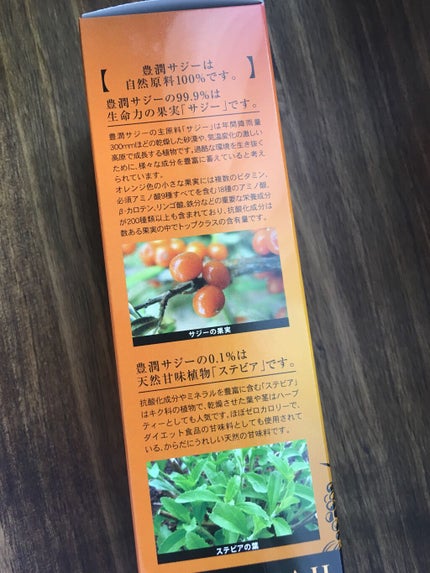 【豊潤サジーは
自然原料100%です。】
豊潤サジーの99.9%は
生命力の果実「サジー」です。
豊潤サジーの主原料「サジー」は年間降雨量
300mmほどの乾燥した砂漠や、気温変化の激しい
高原で成長する植物です。過酷な環境を生き抜く
ために、様々な成分を豊富に蓄えていると考え
られています。
オレンジ色の小さな果実には複数のビタミン、
必須アミノ酸9種すべてを含む18種のアミノ酸、
β-カロテン、リンゴ酸、鉄分などの重要な栄養成分
が200種類以上も含まれており、抗酸化成分は
数ある果実の中でトップクラスの含有量です。
サジーの果実
豊潤サジーの0.1%は
天然甘味植物「ステビア」です。
抗酸化成分やミネラルを豊富に含む「ステビア」
はキク科の植物で、乾燥させた葉や茎はハーブ
ティーとしても人気です。ほぼゼロカロリーで、
ダイエット食品の甘味料としても使用されて
いる、からだにうれしい天然の甘味料です。
ステビアの葉